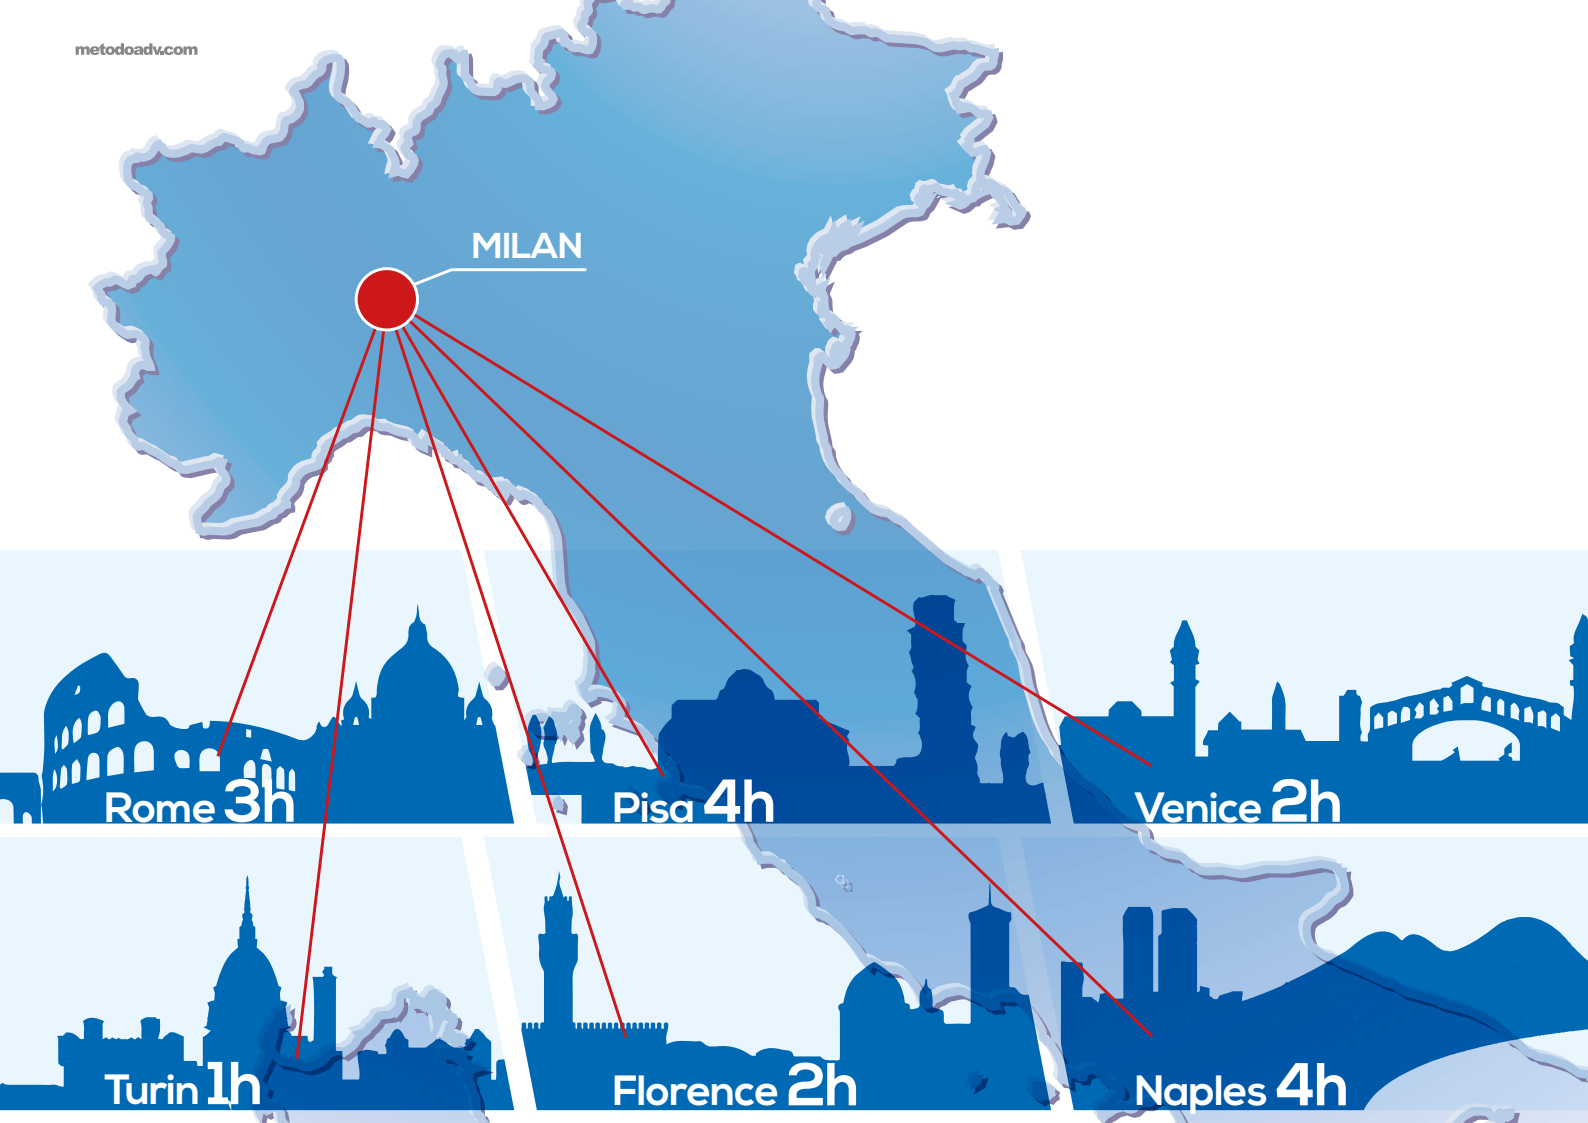 metodoadv.com
MILAN
Rome 3h
Pisa 4h
Venice 2h
Turin 1h
Florence 2h
Naples 4h